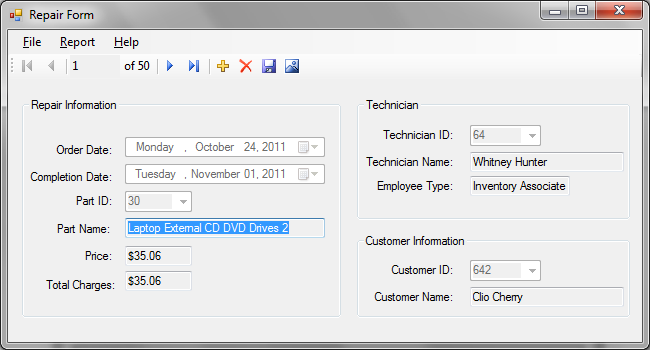 Repair Form
File Report Help
1 of 50
Repair Information
Order Date: Monday , October 24, 2011
Completion Date: Tuesday , November 01, 2011
Part ID: 30
Part Name: Laptop External CD DVD Drives 2
Price: $35.06
Total Charges: $35.06
Technician
Technician ID: 64
Technician Name: Whitney Hunter
Employee Type: Inventory Associate
Customer Information
Customer ID: 642
Customer Name: Clio Cherry